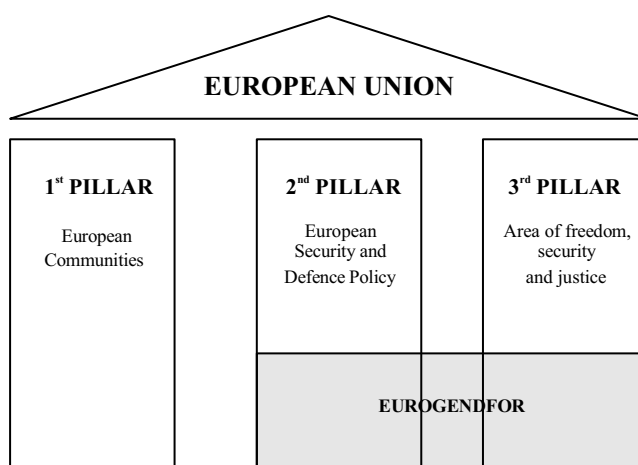 EUROPEAN UNION
1st PILLAR
European
Communities
2nd PILLAR
European
Security and
Defence Policy
3rd PILLAR
Area of freedom,
security
and justice
EUROGENDFOR